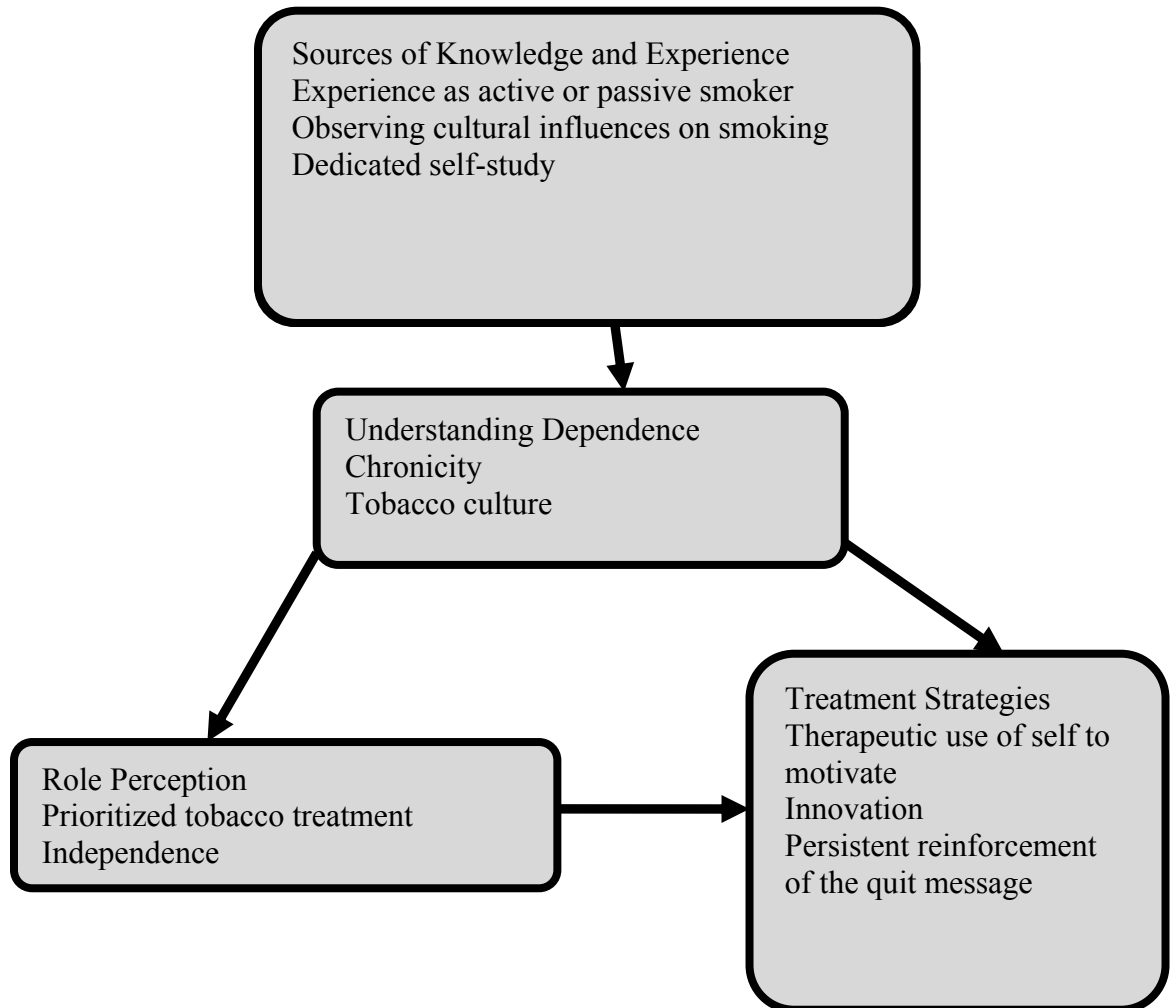 Sources of Knowledge and Experience
Experience as active or passive smoker
Observing cultural influences on smoking
Dedicated self-study
Understanding Dependence
Chronicity
Tobacco culture
Role Perception
Prioritized tobacco treatment
Independence
Treatment Strategies
Therapeutic use of self to
motivate
Innovation
Persistent reinforcement
of the quit message